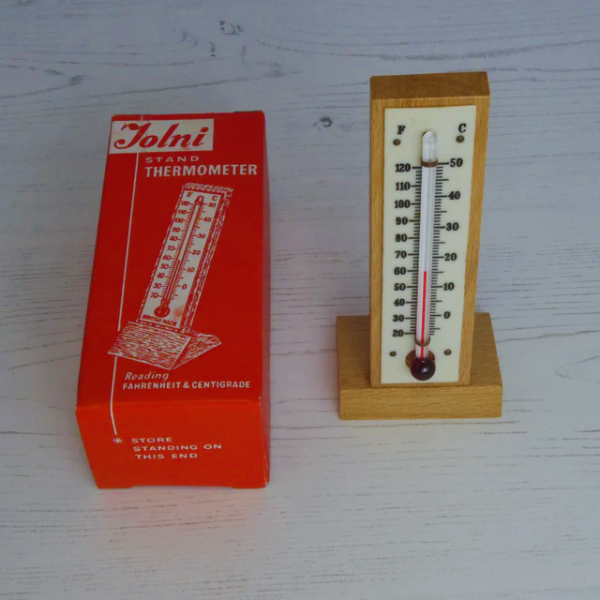 Jolni
STAND
THERMOMETER
F C
Reading
FAHRENHEIT & CENTIGRADE
* STORE
STANDING ON
THIS END
F C
120 50
110
100 40
90
80 30
70
60 20
50
40 10
30 0
20